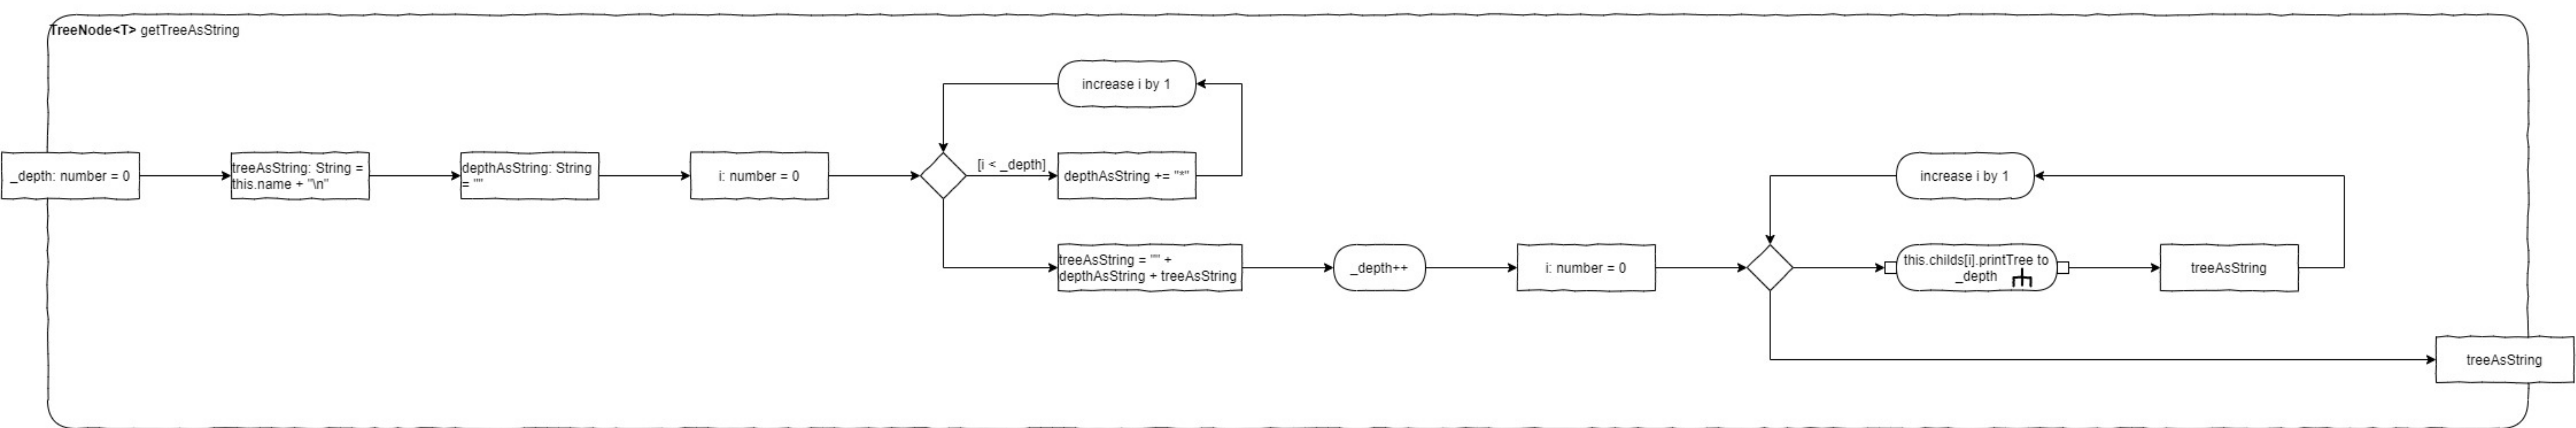 TreeNode<T> getTreeAsString
increase i by 1
_depth: number = 0
treeAsString: String =
this.name + "\n"
depthAsString: String
= ""
i: number = 0
[i < _depth]
depthAsString += "*"
increase i by 1
treeAsString = "" +
depthAsString + treeAsString
_depth++
i: number = 0
this.childs[i].printTree to
_depth
treeAsString
treeAsString